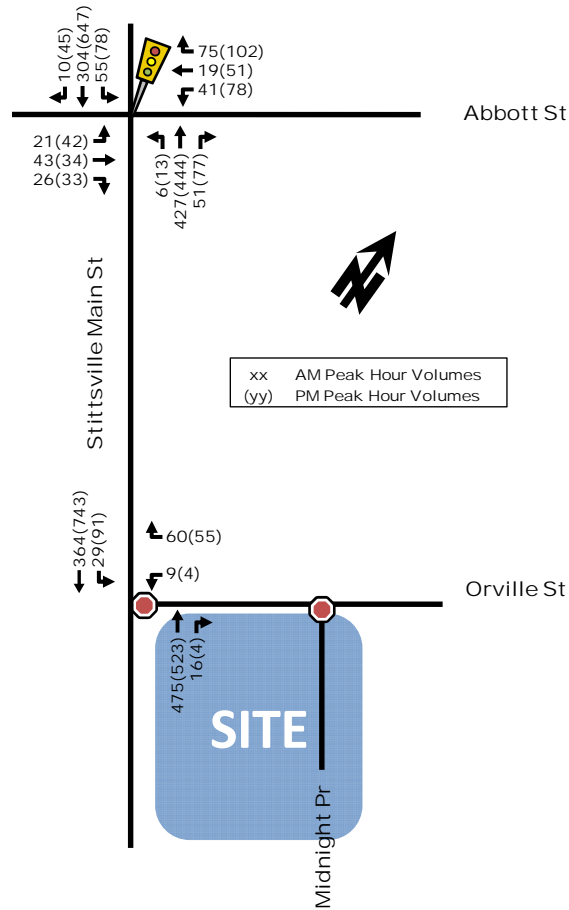 10(45)
304(647)
55(78)
75(102)
19(51)
41(78)
Abbott St
21(42)
43(34)
26(33)
6(13)
427(444)
51(77)
N
Stittsville Main St
xx AM Peak Hour Volumes
(yy) PM Peak Hour Volumes
364(743)
29(91)
60(55)
9(4)
Orville St
475(523)
16(4)
SITE
Midnight Pr